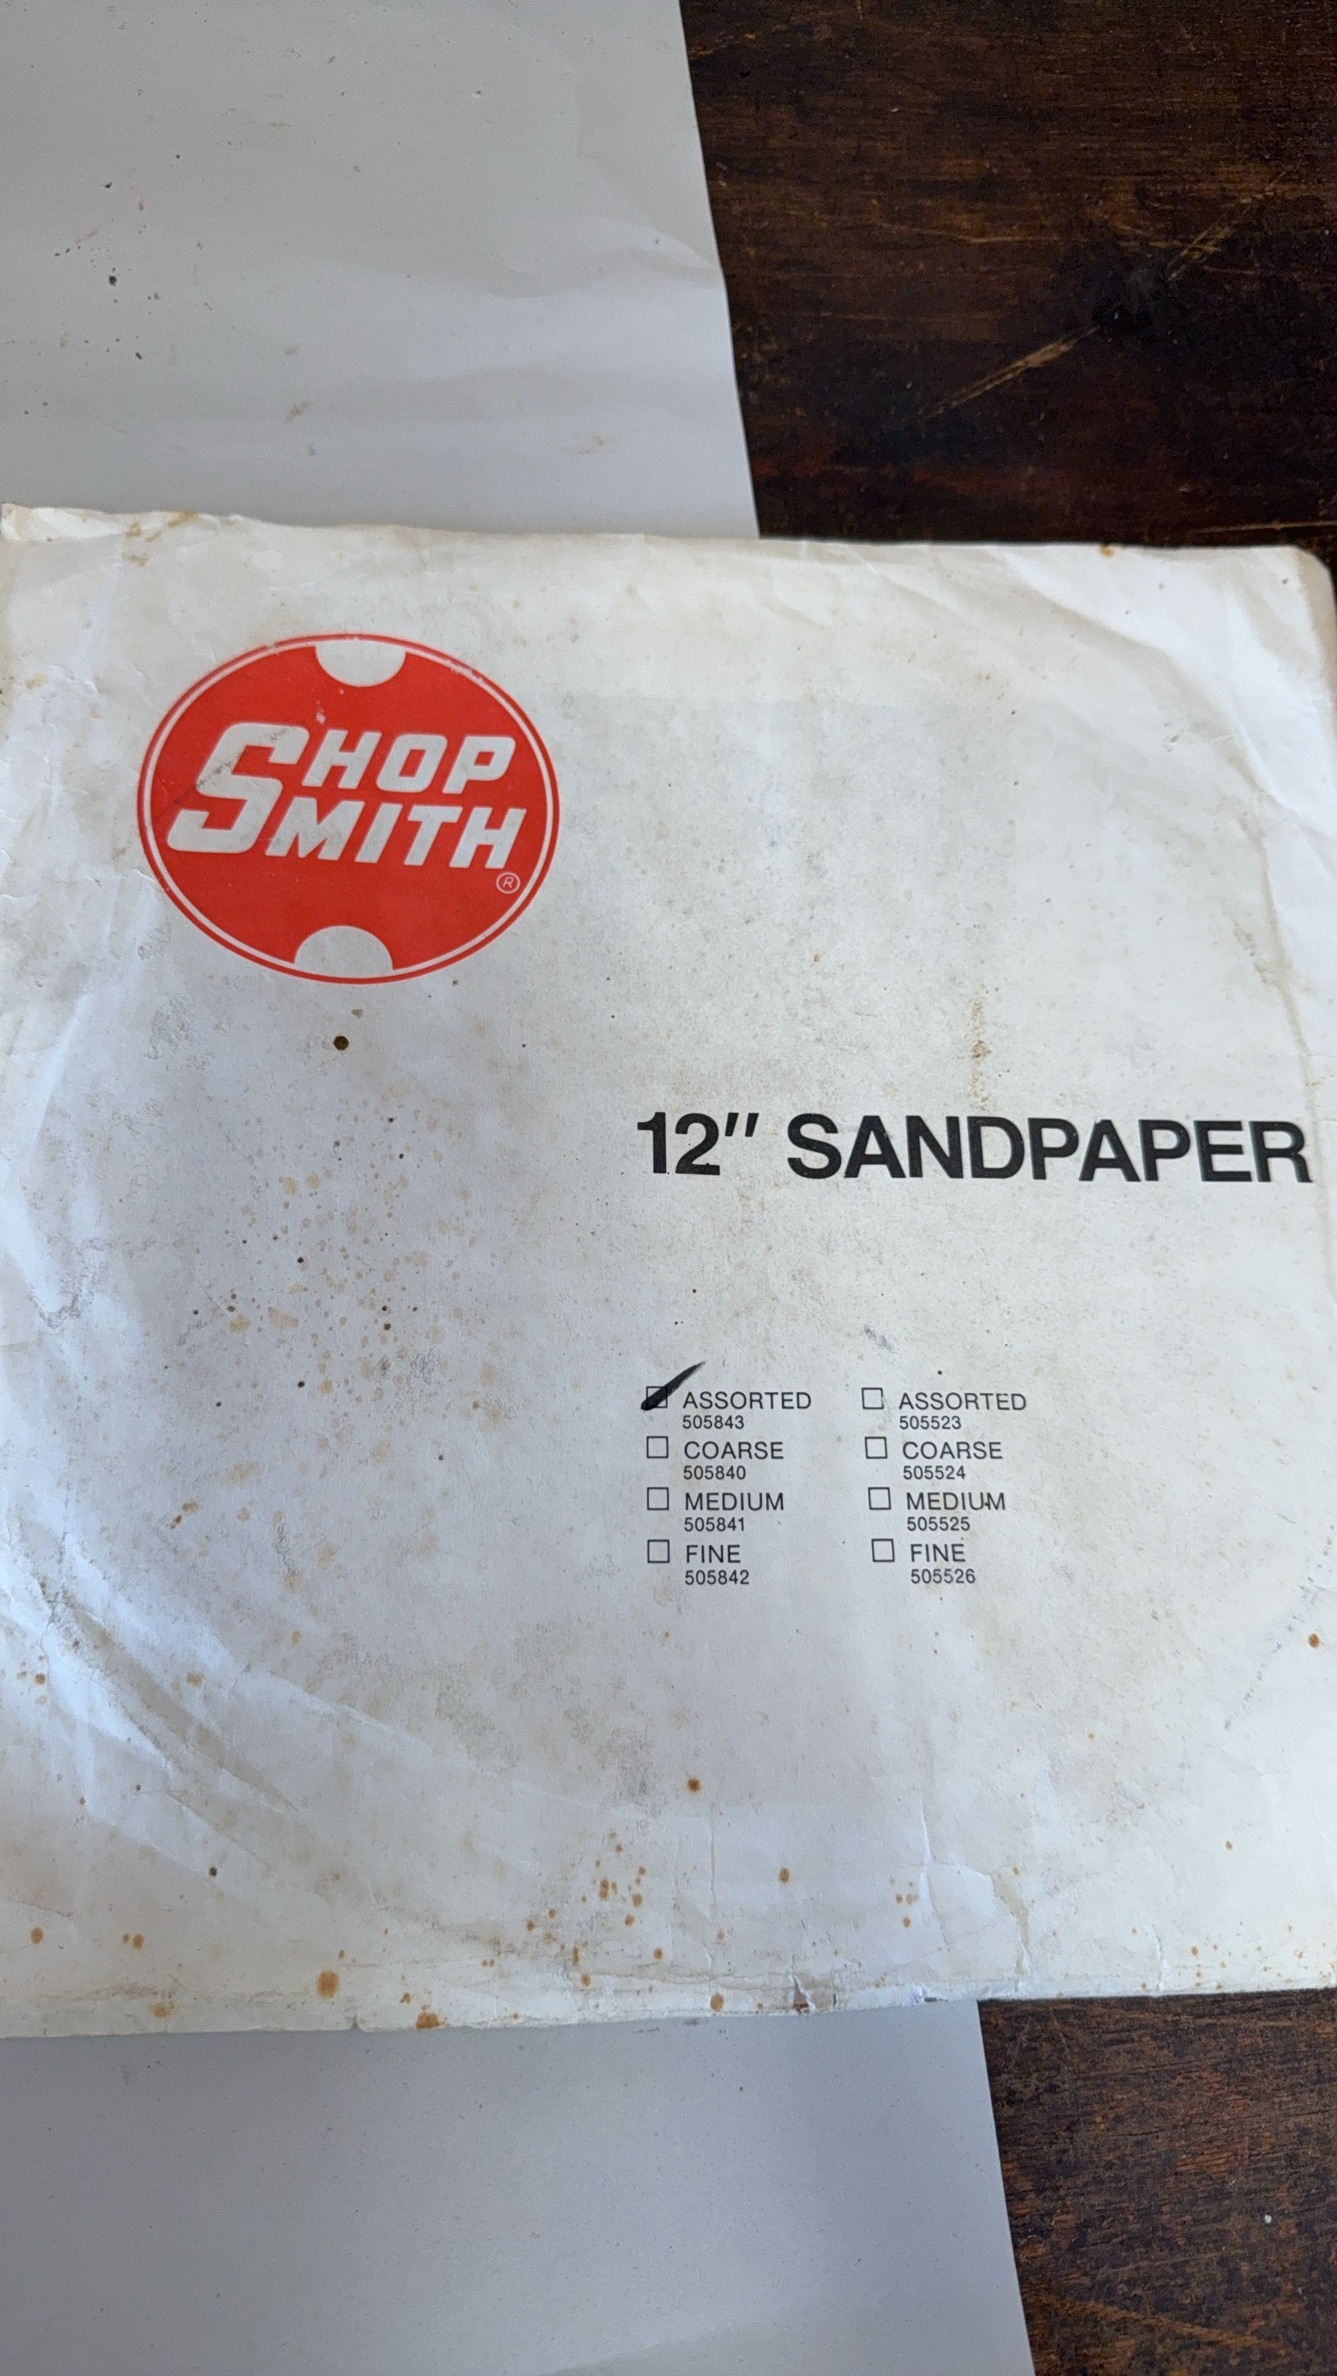 SHOP
SMITH®
12" SANDPAPER
ASSORTED
505843
COARSE
505840
MEDIUM
505841
FINE
505842
ASSORTED
505523
COARSE
505524
MEDIUM
505525
FINE
505526